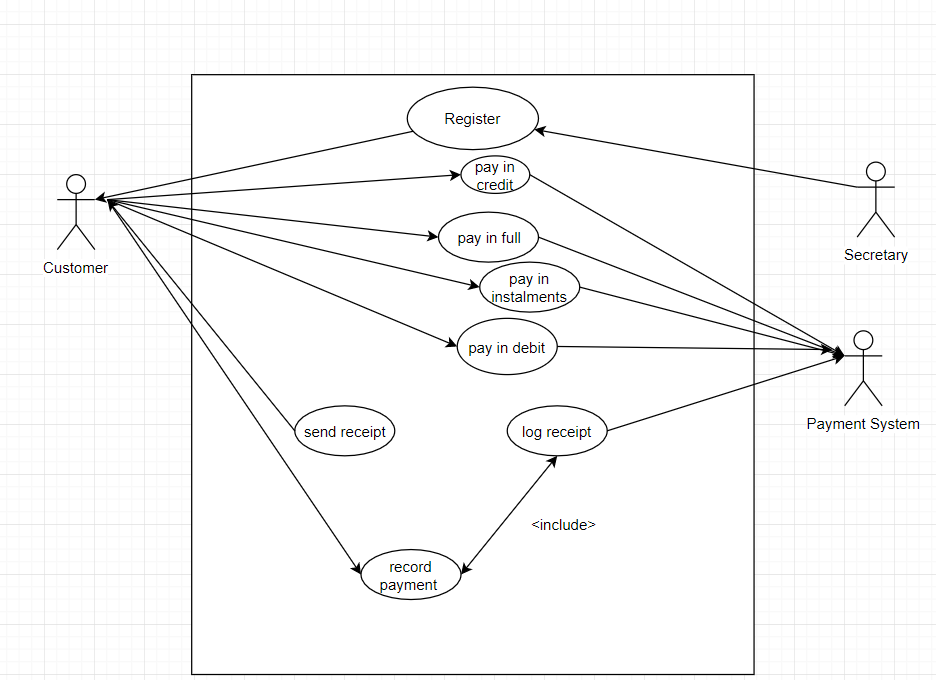 Register
pay in
credit
pay in full
pay in
instalments
pay in debit
Customer
Secretary
Payment System
send receipt
log receipt
<include>
record
payment